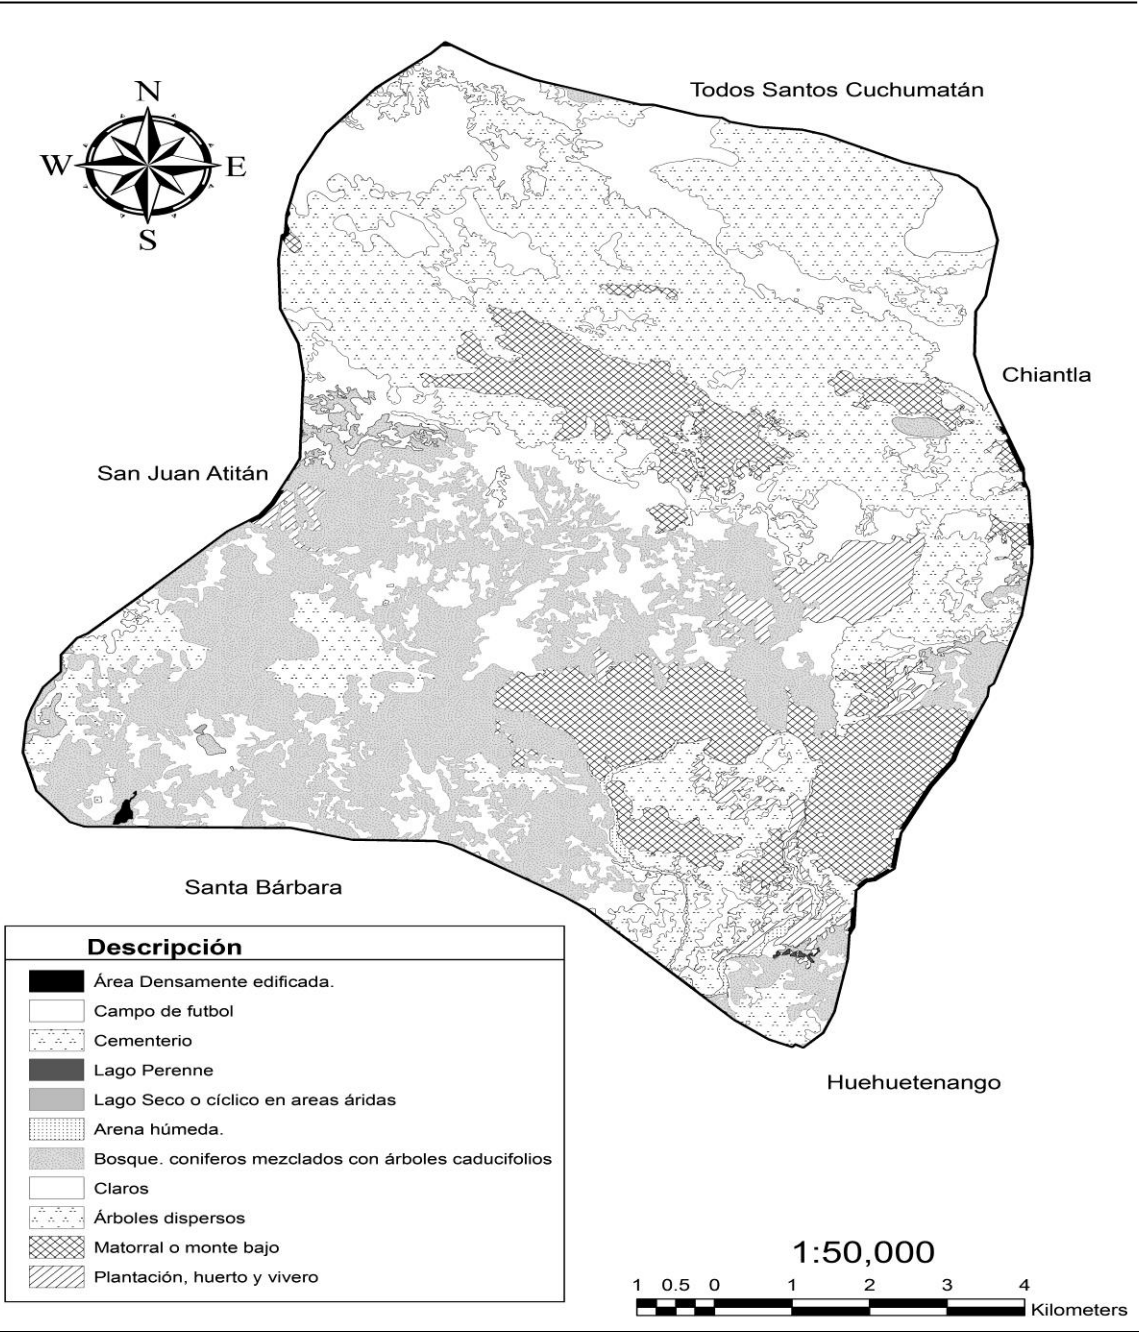 Todos Santos Cuchumatán
N
W
E
S
Chiantla
San Juan Atitán
Santa Bárbara
Huehuetenango
Descripción
Área Densamente edificada.
Campo de futbol
Cementerio
Lago Perenne
Lago Seco o cíclico en areas áridas
Arena húmeda.
Bosque. coniferos mezclados con árboles caducifolios
Claros
Árboles dispersos
Matorral o monte bajo
Plantación, huerto y vivero
1:50,000
1 0.5 0 1 2 3 4
Kilometers